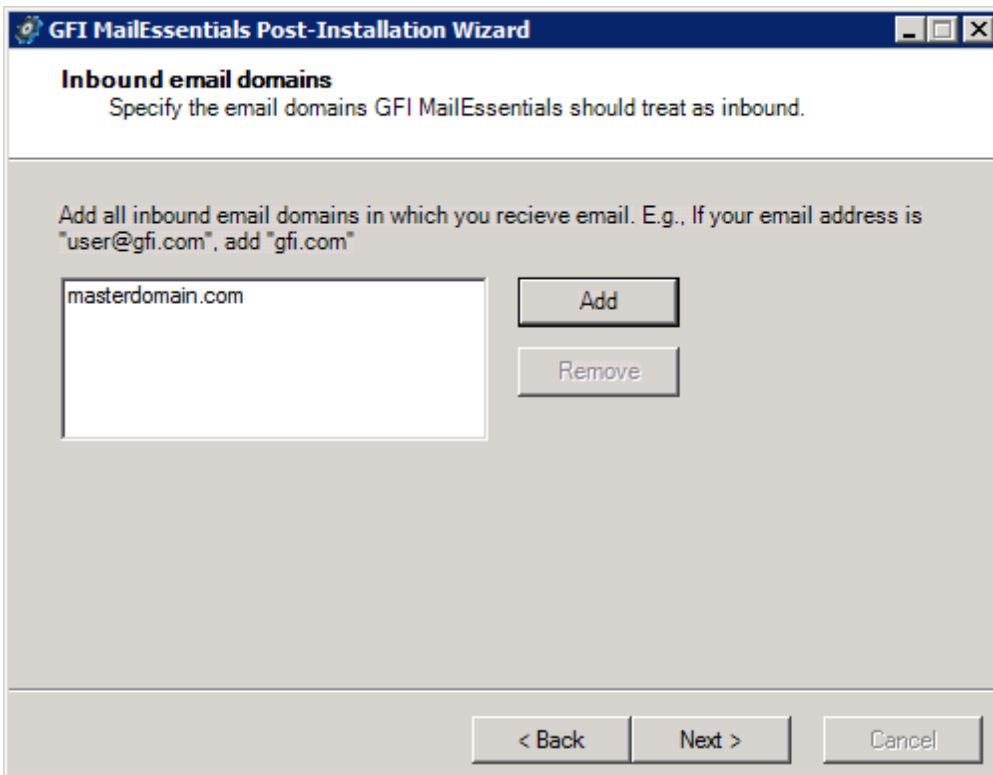 GFI MailEssentials Post-Installation Wizard
Inbound email domains
Specify the email domains GFI MailEssentials should treat as inbound.
Add all inbound email domains in which you recieve email. E.g., If your email address is
"user@gfi.com", add "gfi.com"
masterdomain.com
Add
Remove
< Back
Next >
Cancel